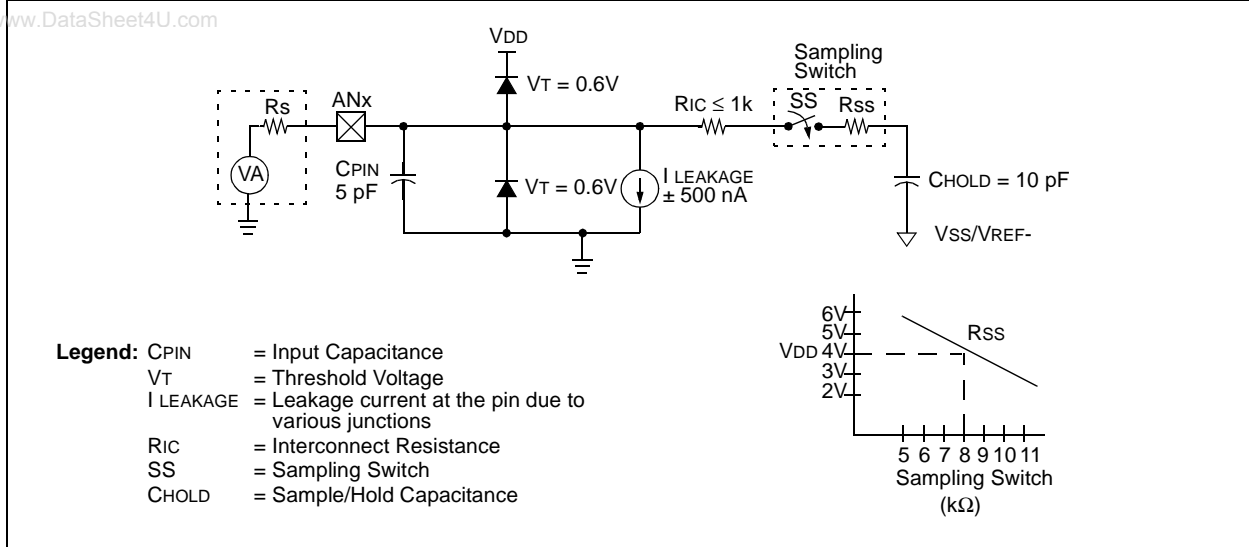 www.DataSheet4U.com
VDD
Sampling
Switch
VT = 0.6V
Rs
ANx
RIC ≤ 1k
SS
RSS
VA
CPIN
5 pF
VT = 0.6V
I LEAKAGE
± 500 nA
CHOLD = 10 pF
VSS/VREF-
6V
5V
VDD 4V
3V
2V
RSS
5 6 7 8 9 10 11
Sampling Switch
(kΩ)
Legend: CPIN = Input Capacitance
VT = Threshold Voltage
I LEAKAGE = Leakage current at the pin due to
various junctions
RIC = Interconnect Resistance
SS = Sampling Switch
CHOLD = Sample/Hold Capacitance